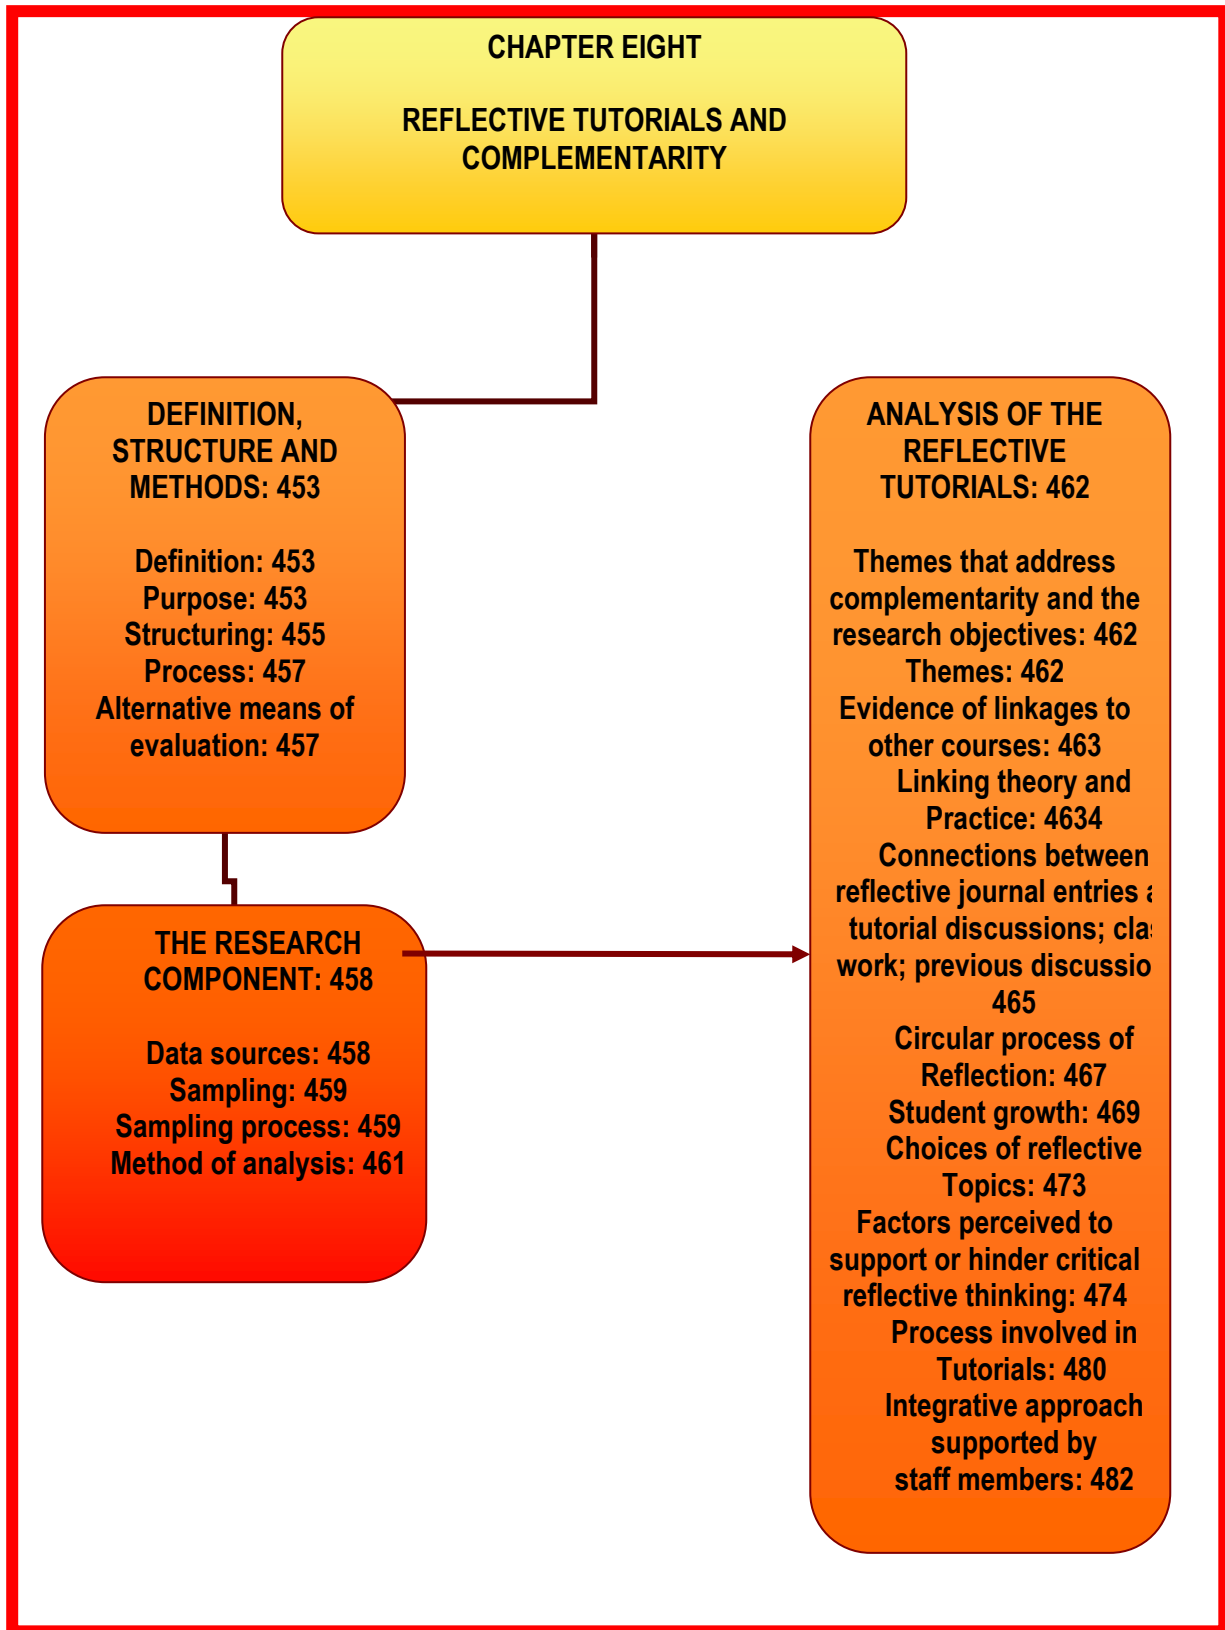 CHAPTER EIGHT
REFLECTIVE TUTORIALS AND
COMPLEMENTARITY
DEFINITION,
STRUCTURE AND
METHODS: 453
Definition: 453
Purpose: 453
Structuring: 455
Process: 457
Alternative means of
evaluation: 457
THE RESEARCH
COMPONENT: 458
Data sources: 458
Sampling: 459
Sampling process: 459
Method of analysis: 461
ANALYSIS OF THE
REFLECTIVE
TUTORIALS: 462
Themes that address
complementarity and the
research objectives: 462
Themes: 462
Evidence of linkages to
other courses: 463
Linking theory and
Practice: 4634
Connections between
reflective journal entries
tutorial discussions;
work; previous
465
Circular process of
Reflection: 467
Student growth: 469
Choices of reflective
Topics: 473
Factors perceived to
support or hinder critical
reflective thinking: 474
Process involved in
Tutorials: 480
Integrative approach
supported by
staff members: 482